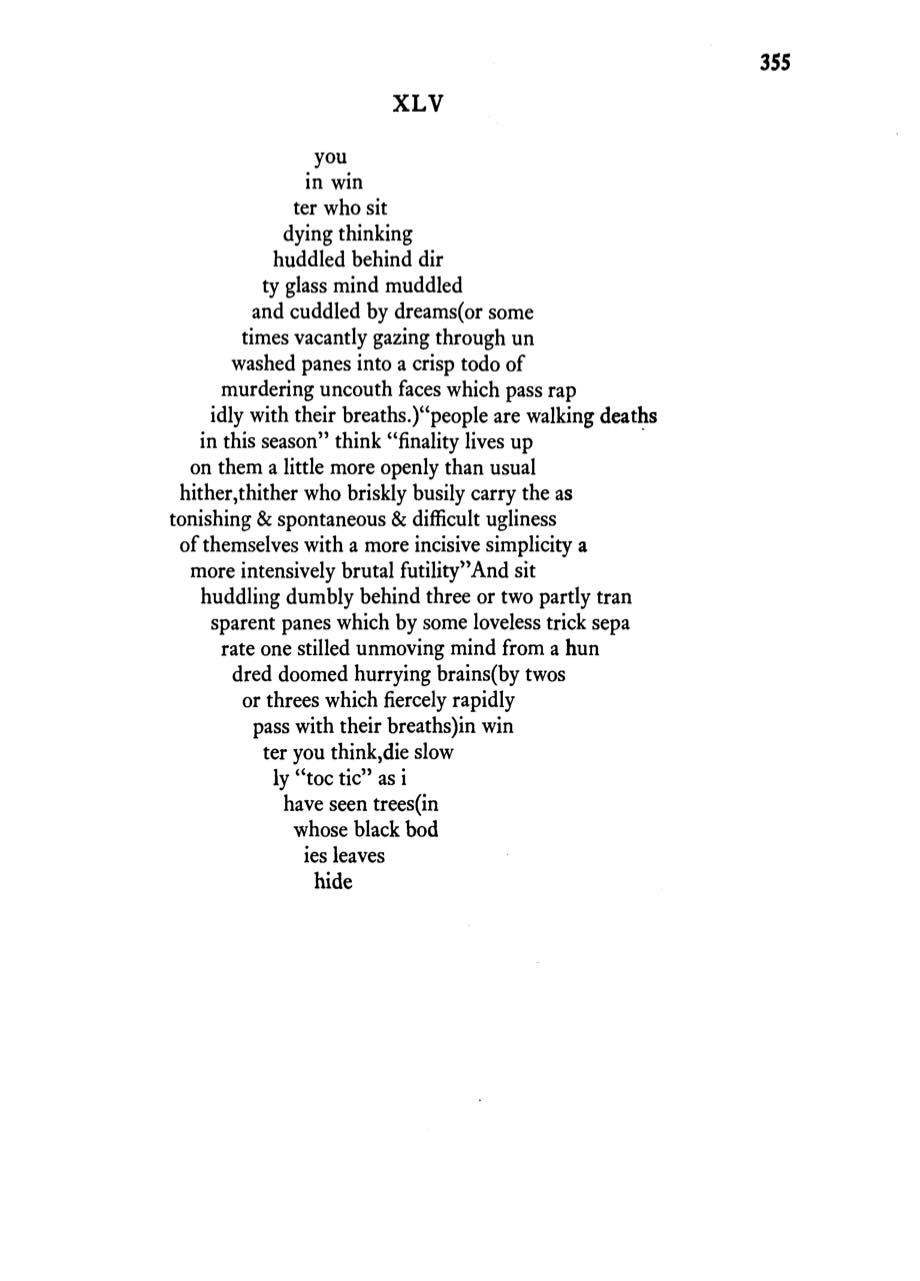 355
XLV
you
in win
ter who sit
dying thinking
huddled behind dir
ty glass mind muddled
and cuddled by dreams(or some
times vacantly gazing through un
washed panes into a crisp todo of
murdering uncouth faces which pass rap
idly with their breaths.)“people are walking deaths
in this season” think “finality lives up
on them a little more openly than usual
hither,thither who briskly busily carry the as
tonishing & spontaneous & difficult ugliness
of themselves with a more incisive simplicity a
more intensively brutal futility”And sit
huddling dumbly behind three or two partly tran
sparent panes which by some loveless trick sepa
rate one stilled unmoving mind from a hun
dred doomed hurrying brains(by twos
or threes which fiercely rapidly
pass with their breaths)in win
ter you think,die slow
ly “toc tic” as i
have seen trees(in
whose black bod
ies leaves
hide